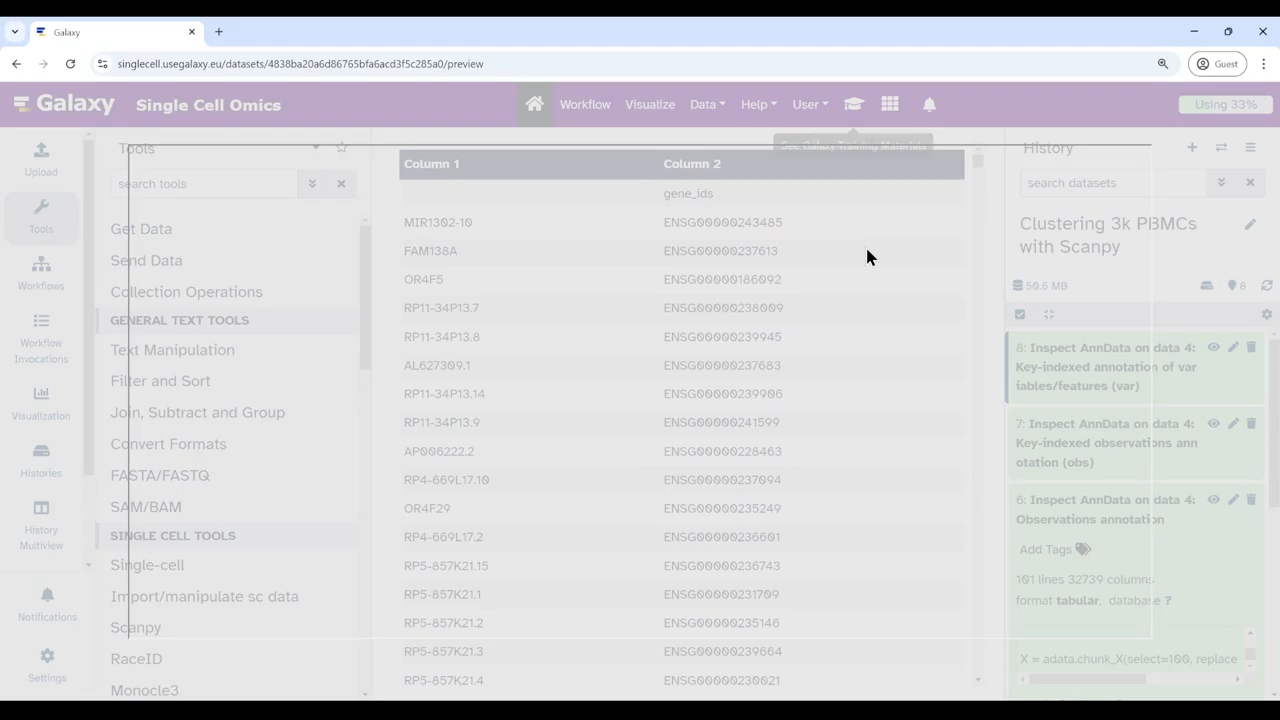 Galaxy
singlecell.usegalaxy.eu/datasets/4838ba20a6d86765bfa6acd3f5c285a0/preview
Guest
Galaxy
Single Cell Omics
Workflow
Visualize
Data
Help
User
Using 33%
Upload
Tools
Workflows
Workflow
Invocations
Visualization
Histories
History
Multiview
Notifications
Settings
Tools
search tools
Get Data
Send Data
Collection Operations
GENERAL TEXT TOOLS
Text Manipulation
Filter and Sort
Join, Subtract and Group
Convert Formats
FASTA/FASTQ
SAM/BAM
SINGLE CELL TOOLS
Single-cell
Import/manipulate sc data
Scanpy
RaceID
Monocle3
See Galaxy Training Materials
Column 1 Column 2
gene_ids
MIR1302-10 ENSG00000243485
FAM138A ENSG00000237613
OR4F5 ENSG00000186092
RP11-34P13.7 ENSG00000238009
RP11-34P13.8 ENSG00000239945
AL627309.1 ENSG00000237683
RP11-34P13.14 ENSG00000239906
RP11-34P13.9 ENSG00000241599
AP006222.2 ENSG00000228463
RP4-669L17.10 ENSG00000237094
OR4F29 ENSG00000235249
RP4-669L17.2 ENSG00000236601
RP5-857K21.15 ENSG00000236743
RP5-857K21.1 ENSG00000231709
RP5-857K21.2 ENSG00000235146
RP5-857K21.3 ENSG00000239664
RP5-857K21.4 ENSG00000230021
History
search datasets
Clustering 3k PBMCs
with Scanpy
50.6 MB
8
8: Inspect AnnData on data 4:
Key-indexed annotation of var
iables/features (var)
7: Inspect AnnData on data 4:
Key-indexed observations ann
otation (obs)
6: Inspect AnnData on data 4:
Observations annotation
Add Tags
101 lines 32739 columns
format tabular, database ?
X = adata.chunk_X(select=100, replace